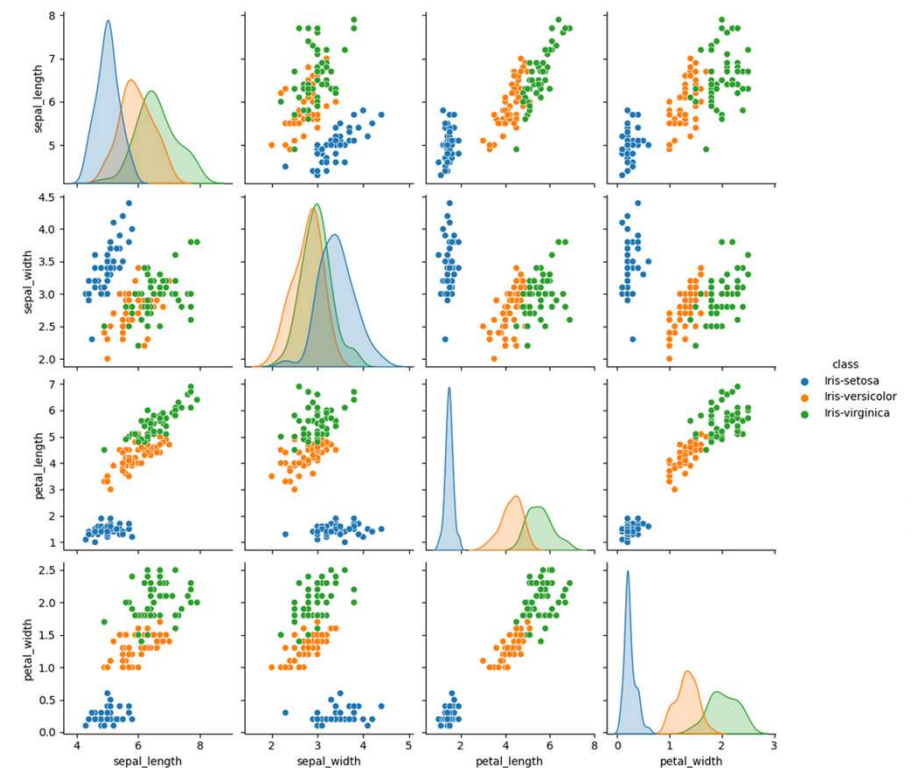 8
7
6
5
sepal_length
4.5
4.0
3.5
3.0
2.5
2.0
sepal_width
class
Iris-setosa
Iris-versicolor
Iris-virginica
7
6
5
4
3
2
1
petal_length
2.5
2.0
1.5
1.0
0.5
0.0
petal_width
4 6 8 2 3 4 5 2 4 6 8 0 1 2 3
sepal_length sepal_width petal_length petal_width